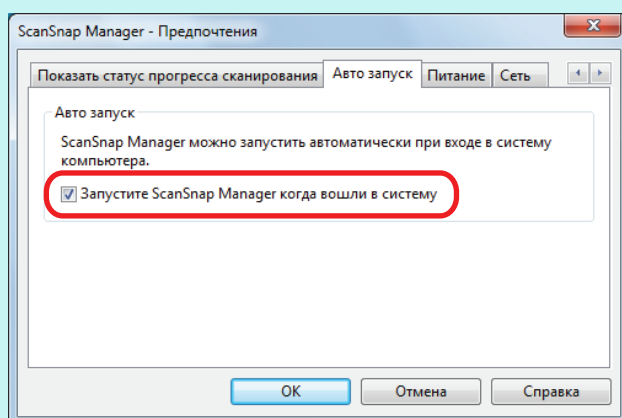 ScanSnap Manager - Предпочтения
Показать статус прогресса сканирования Авто запуск Питание Сеть
Авто запуск
ScanSnap Manager можно запустить автоматически при входе в систему
компьютера.
Запустите ScanSnap Manager когда вошли в систему
ОК Отмена Справка